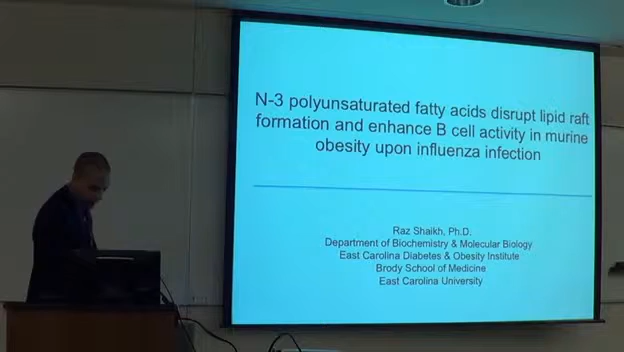 N-3 polyunsaturated fatty acids disrupt lipid raft
formation and enhance B cell activity in murine
obesity upon influenza infection
Raz Shaikh, Ph.D.
Department of Biochemistry & Molecular Biology
East Carolina Diabetes & Obesity Institute
Brody School of Medicine
East Carolina University